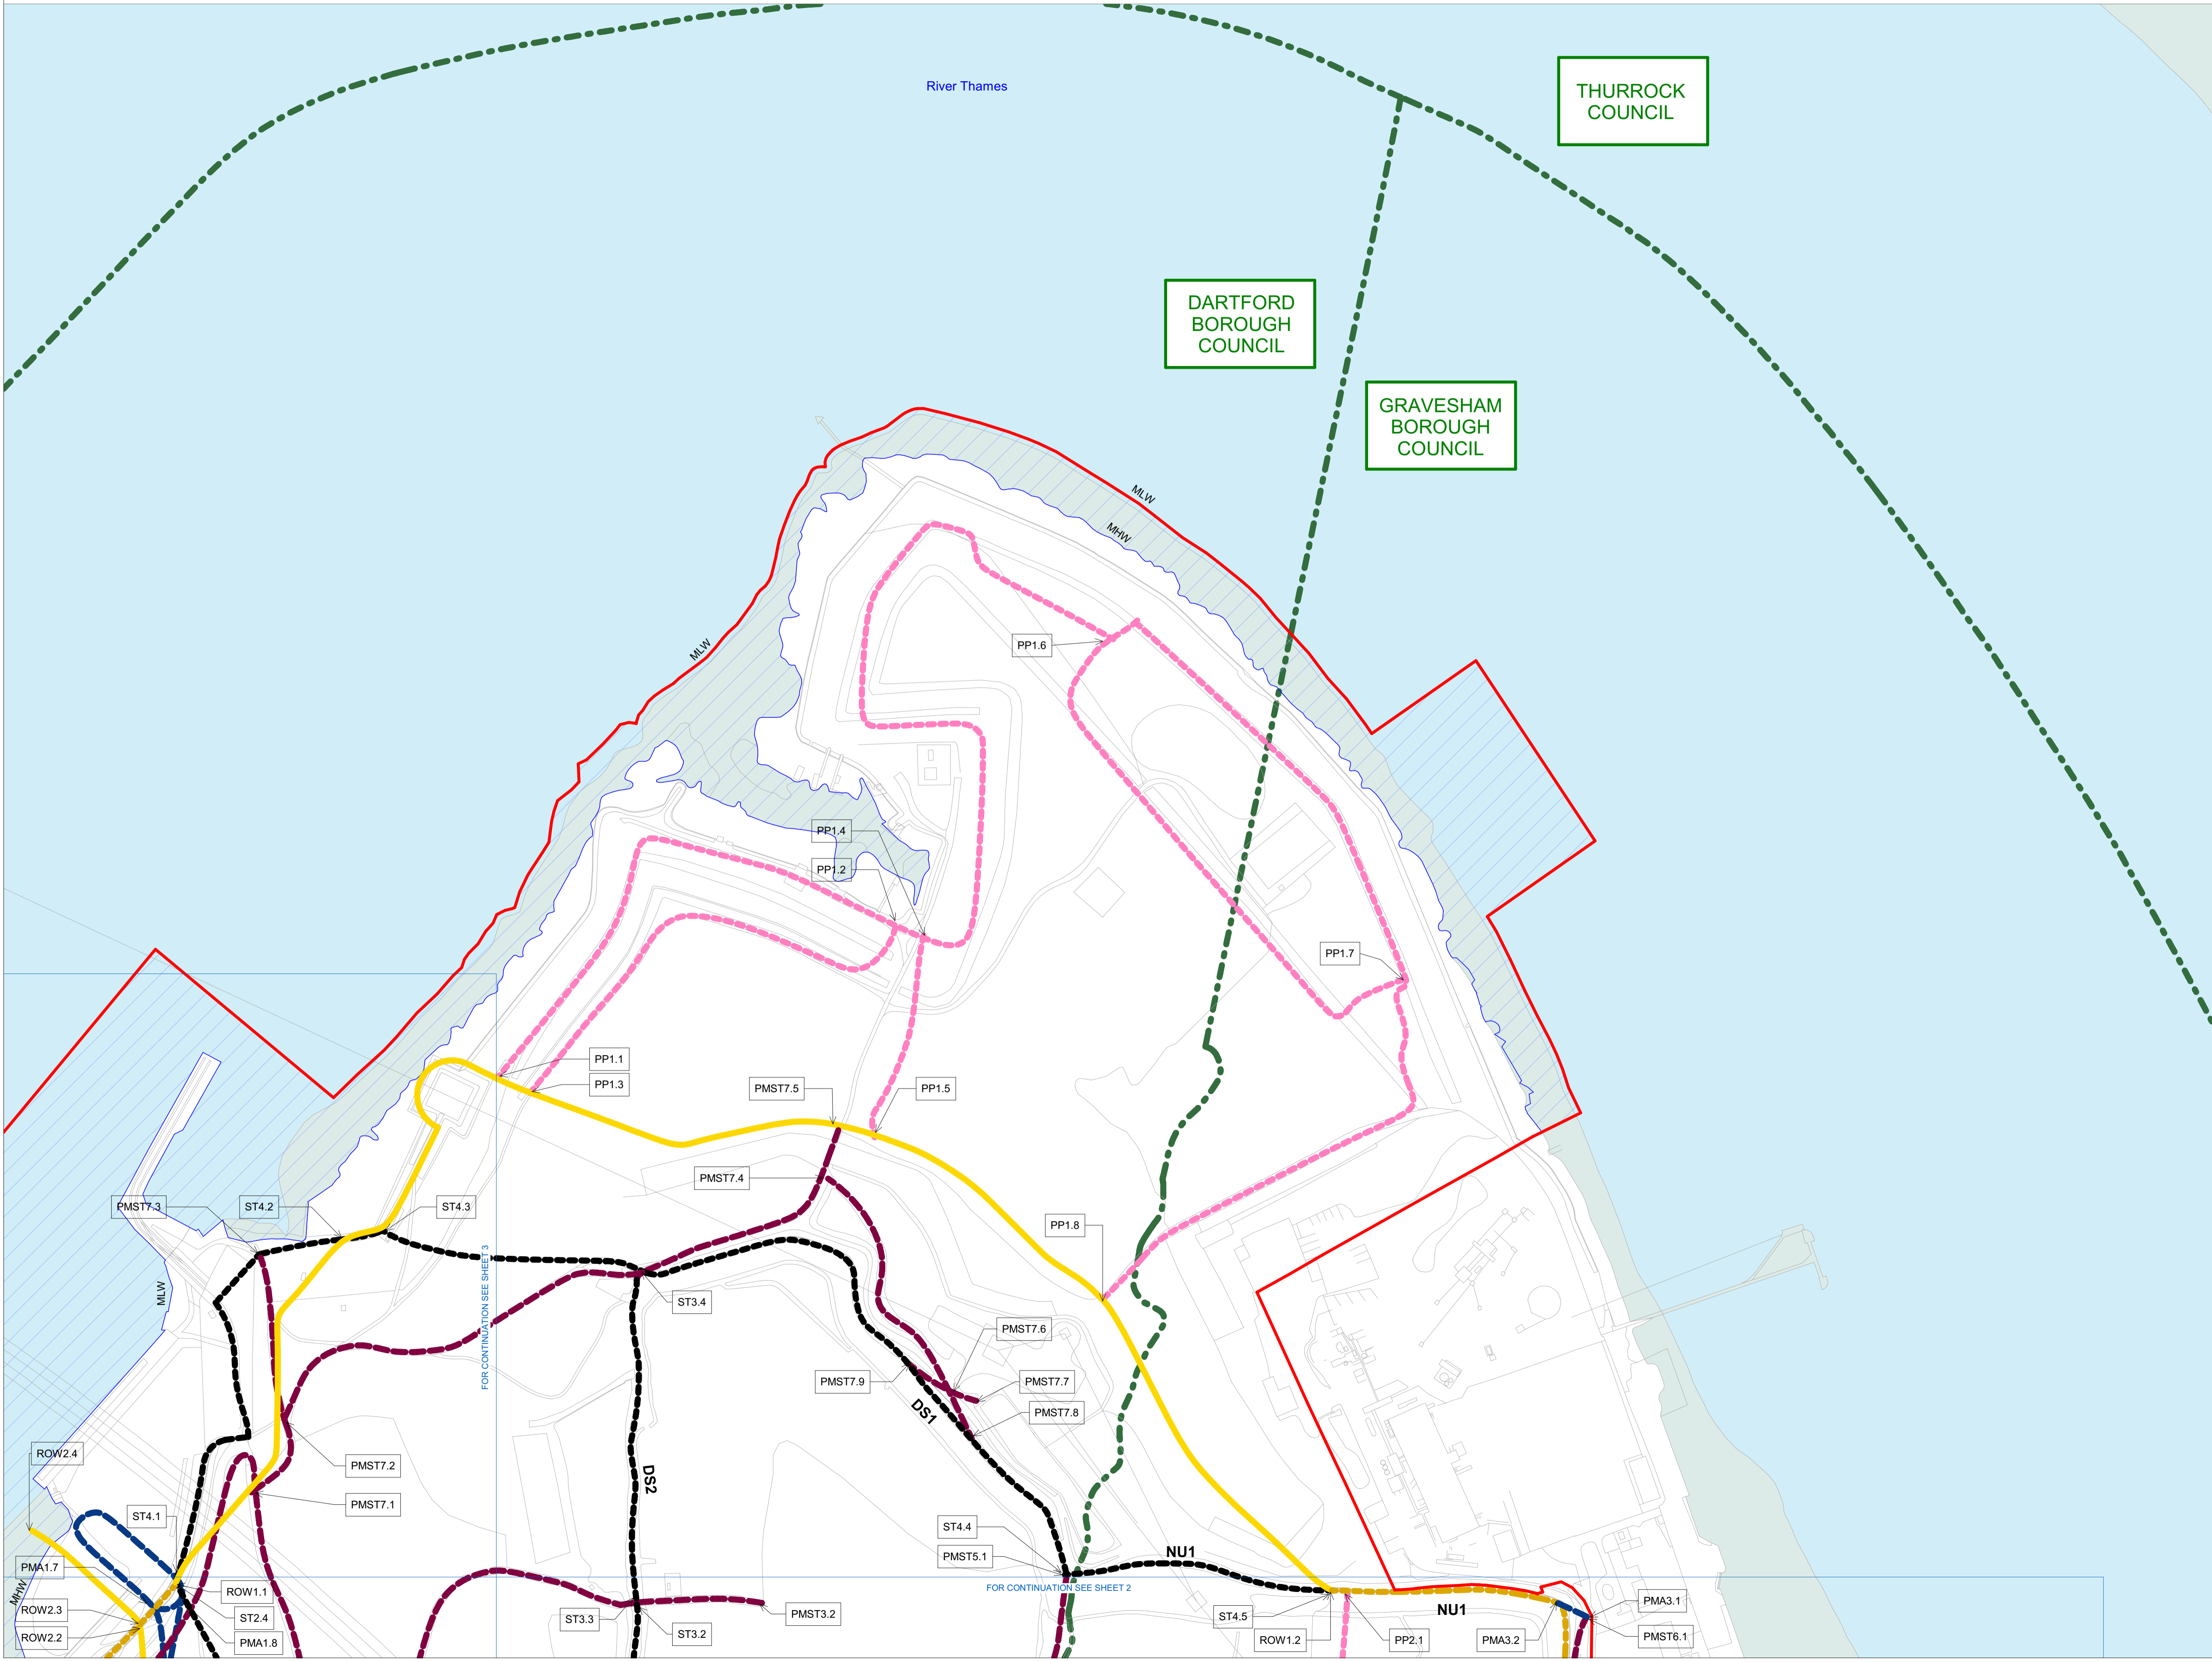 River Thames
THURROCK
COUNCIL
DARTFORD
BOROUGH
COUNCIL
GRAVESHAM
BOROUGH
COUNCIL
MLW
MHW
MLW
PP1.6
PP1.4
PP1.2
PP1.7
PP1.1
PP1.3
PMST7.5
PP1.5
PMST7.4
PMST7.3
ST4.2
ST4.3
PP1.8
MLW
FOR CONTINUATION SEE SHEET 3
ST3.4
PMST7.6
PMST7.9
PMST7.7
DS1
PMST7.8
ROW2.4
PMST7.2
DS2
PMST7.1
ST4.1
ST4.4
PMST5.1
NU1
PMA1.7
MHW
FOR CONTINUATION SEE SHEET 2
ROW1.1
ROW2.3
ST2.4
ST3.3
PMST3.2
ST4.5
NU1
PMA3.1
ROW2.2
PMA1.8
ST3.2
ROW1.2
PP2.1
PMA3.2
PMST6.1